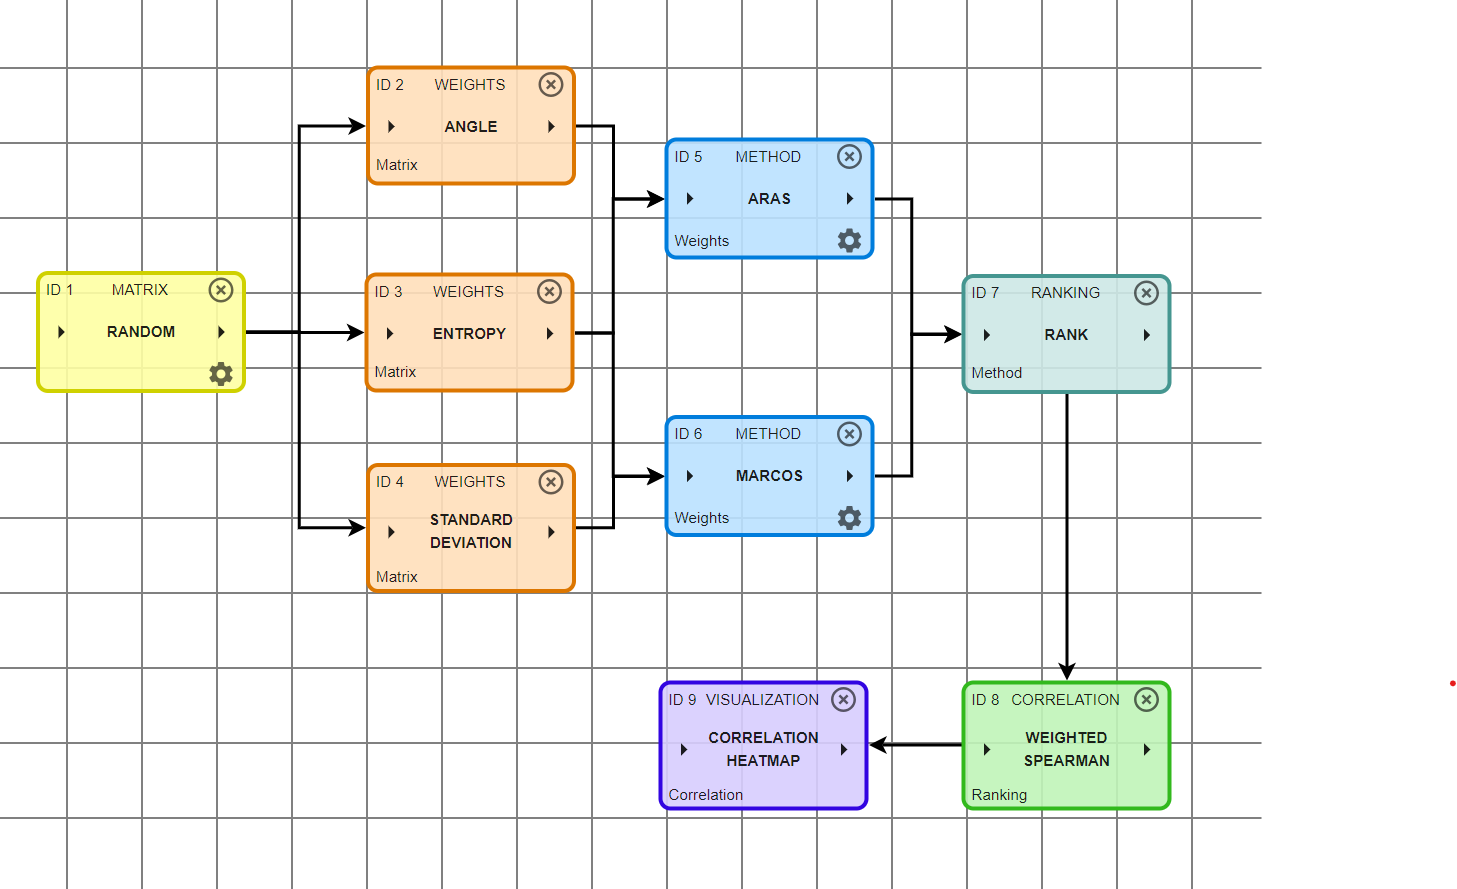 ID 1 MATRIX
RANDOM
ID 2 WEIGHTS
ANGLE
Matrix
ID 3 WEIGHTS
ENTROPY
Matrix
ID 4 WEIGHTS
STANDARD
DEVIATION
Matrix
ID 5 METHOD
ARAS
Weights
ID 6 METHOD
MARCOS
Weights
ID 7 RANKING
RANK
Method
ID 8 CORRELATION
WEIGHTED
SPEARMAN
Ranking
ID 9 VISUALIZATION
CORRELATION
HEATMAP
Correlation